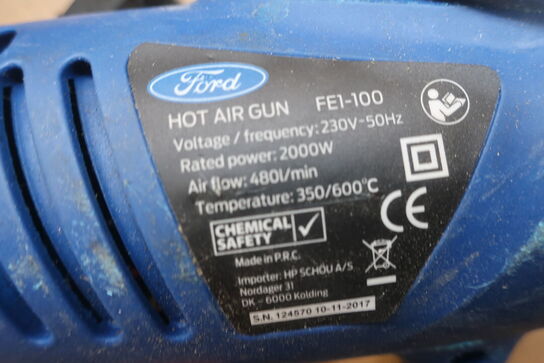 Ford
HOT AIR GUN FE1-100
Voltage / frequency: 230V~50Hz
Rated power: 2000W
Air flow: 480l/min
Temperature: 350/600°C
CHEMICAL
SAFETY
CE
Made in P.R.C.
Importer: HP SCHOU A/S
Nordager 31
DK - 6000 Kolding
S.N. 124570 10-11-2017